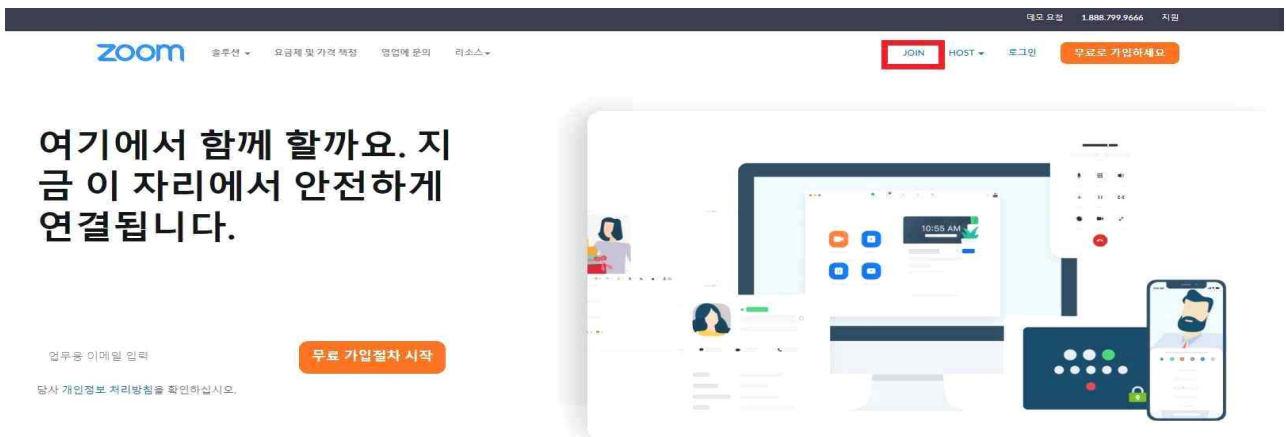 데모 요청 1.888.799.9666 지원
zoom 솔루션 요금제 및 가격 책정 영업에 문의 리소스 JOIN HOST 로그인 무료로 가입하세요
여기에서 함께 할까요. 지
금 이 자리에서 안전하게
연결됩니다.
10:55 AM
업무용 이메일 입력 무료 가입절차 시작
당사 개인정보 처리방침을 확인하십시오.